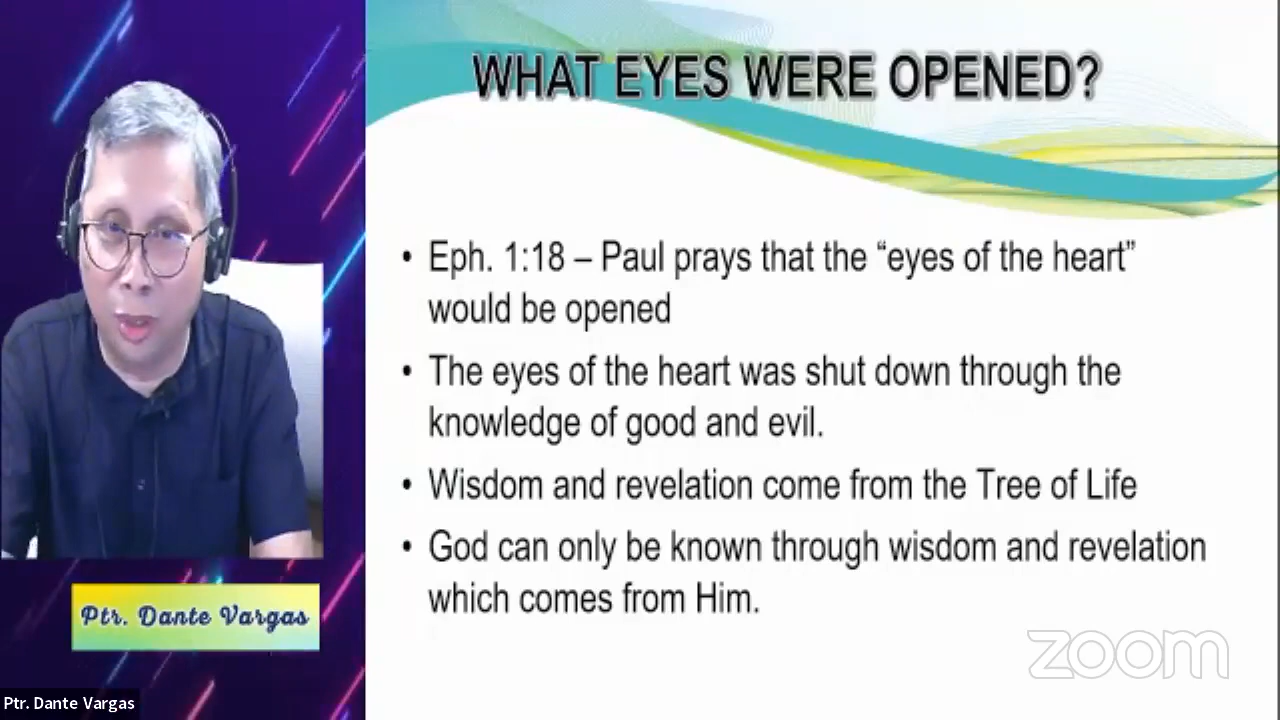 WHAT EYES WERE OPENED?
• Eph. 1:18 – Paul prays that the “eyes of the heart”
would be opened
• The eyes of the heart was shut down through the
knowledge of good and evil.
• Wisdom and revelation come from the Tree of Life
• God can only be known through wisdom and revelation
which comes from Him.
Ptr. Dante Vargas
Ptr. Dante Vargas
zoom